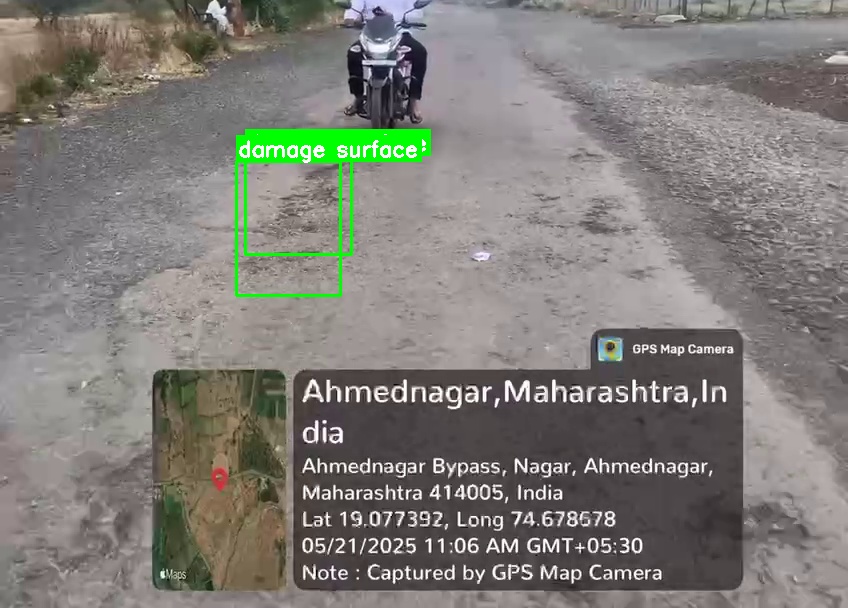 damage surface
GPS Map Camera
Ahmednagar,Maharashtra,In
dia
Ahmednagar Bypass, Nagar, Ahmednagar,
Maharashtra 414005, India
Lat 19.077392, Long 74.678678
05/21/2025 11:06 AM GMT+05:30
Note : Captured by GPS Map Camera
Maps